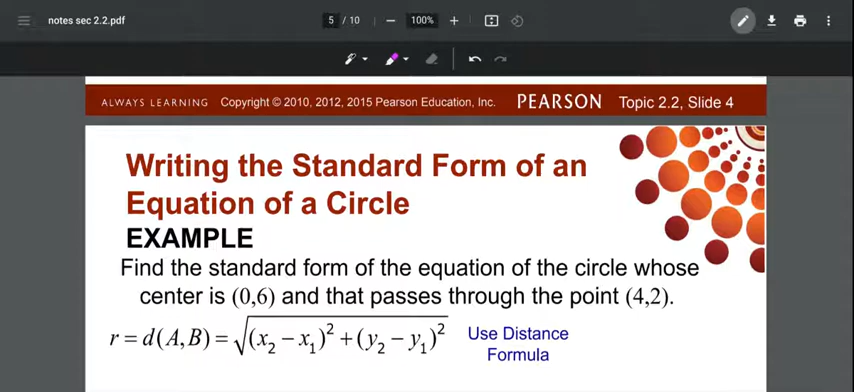 notes sec 2.2.pdf 5 / 10 100%
ALWAYS LEARNING Copyright © 2010, 2012, 2015 Pearson Education, Inc. PEARSON Topic 2.2, Slide 4
Writing the Standard Form of an
Equation of a Circle
EXAMPLE
Find the standard form of the equation of the circle whose
center is (0,6) and that passes through the point (4,2).
r = d(A, B) = √((x₂ − x₁)² + (y₂ − y₁)²) Use Distance
Formula